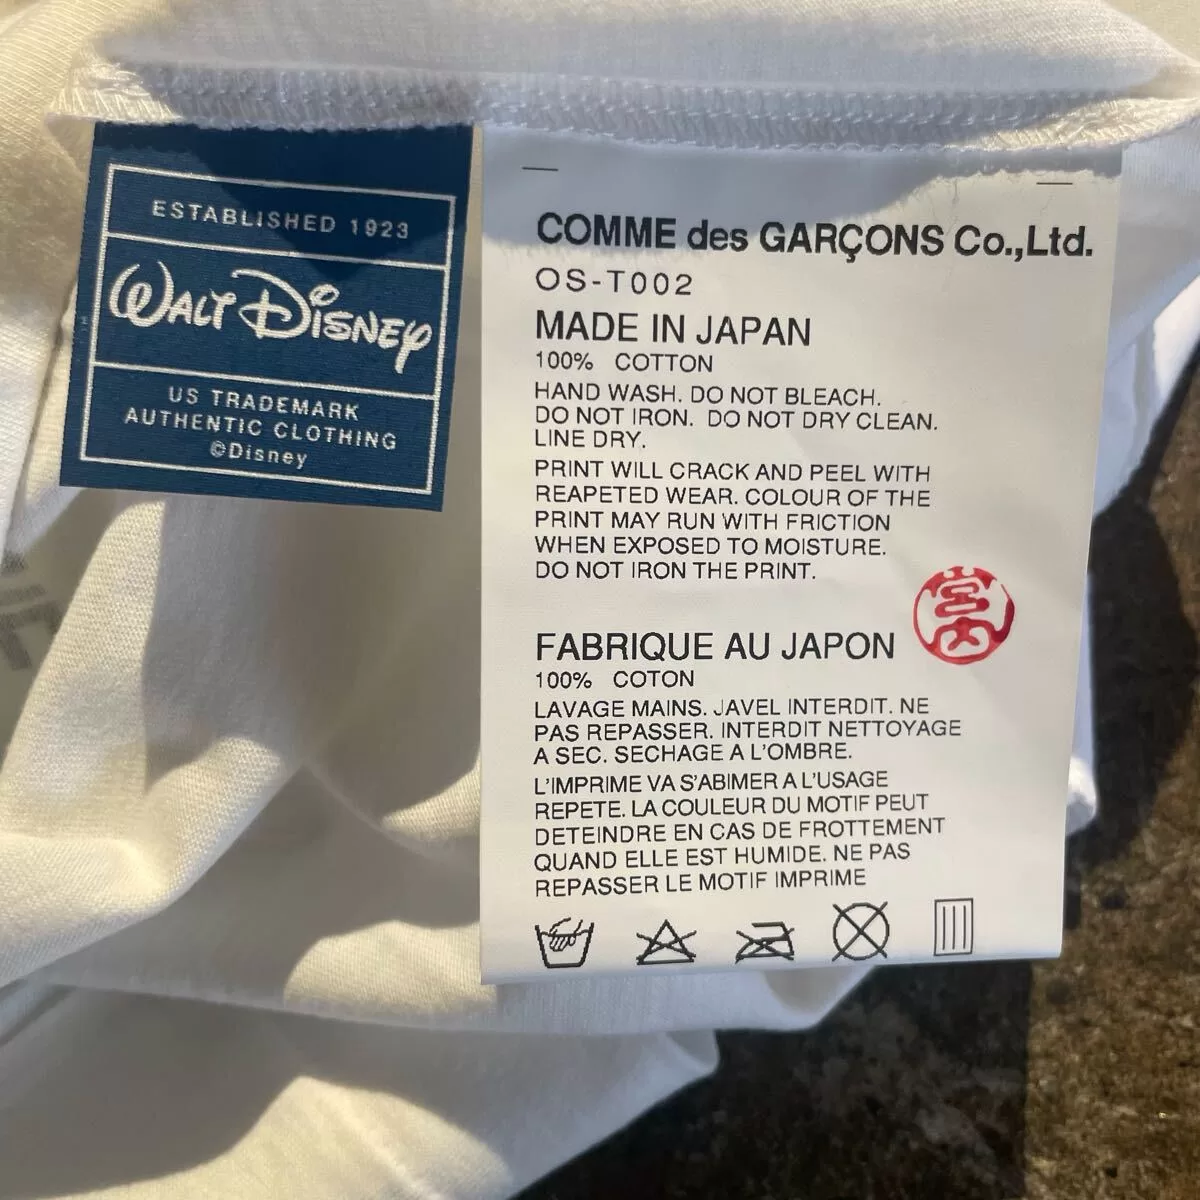 ESTABLISHED 1923
WALT DISNEY
US TRADEMARK
AUTHENTIC CLOTHING
©Disney
COMME des GARÇONS Co.,Ltd.
OS-T002
MADE IN JAPAN
100% COTTON
HAND WASH. DO NOT BLEACH.
DO NOT IRON. DO NOT DRY CLEAN.
LINE DRY.
PRINT WILL CRACK AND PEEL WITH
REAPETED WEAR. COLOUR OF THE
PRINT MAY RUN WITH FRICTION
WHEN EXPOSED TO MOISTURE.
DO NOT IRON THE PRINT.
宮内
FABRIQUE AU JAPON
100% COTON
LAVAGE MAINS. JAVEL INTERDIT. NE
PAS REPASSER. INTERDIT NETTOYAGE
A SEC. SECHAGE A L'OMBRE.
L'IMPRIME VA S'ABIMER A L'USAGE
REPETE. LA COULEUR DU MOTIF PEUT
DETEINDRE EN CAS DE FROTTEMENT
QUAND ELLE EST HUMIDE. NE PAS
REPASSER LE MOTIF IMPRIME